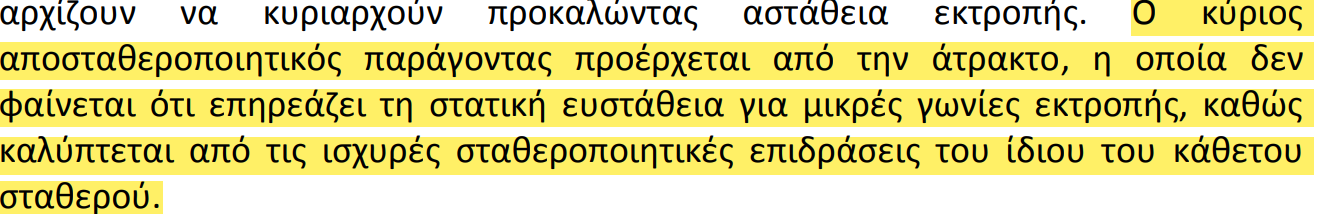 αρχίζουν να κυριαρχούν προκαλώντας αστάθεια εκτροπής. Ο κύριος
αποσταθεροποιητικός παράγοντας προέρχεται από την άτρακτο, η οποία δεν
φαίνεται ότι επηρεάζει τη στατική ευστάθεια για μικρές γωνίες εκτροπής, καθώς
καλύπτεται από τις ισχυρές σταθεροποιητικές επιδράσεις του ίδιου του κάθετου
σταθερού.